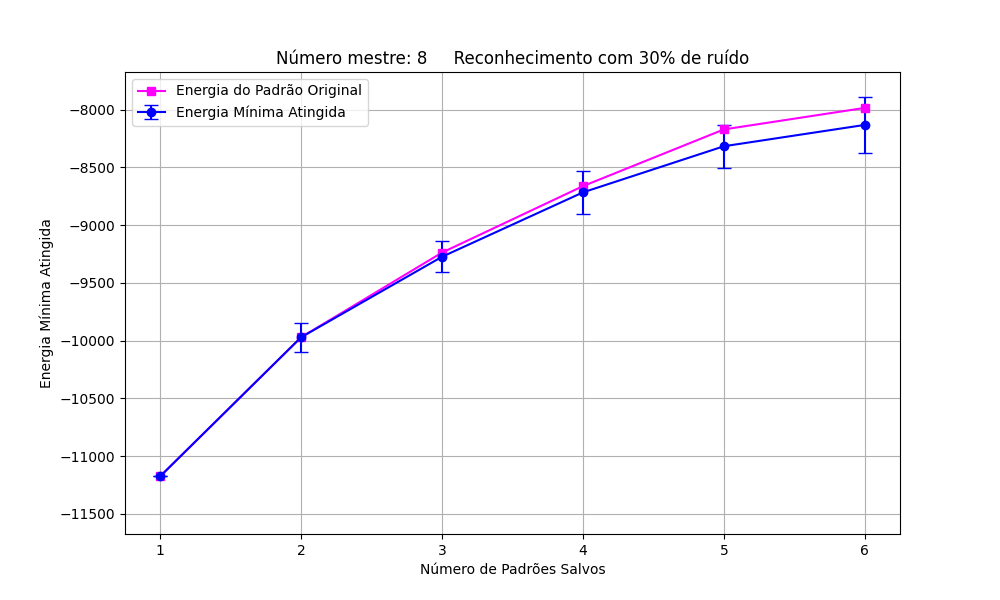 Número mestre: 8     Reconhecimento com 30% de ruído
Energia do Padrão Original
Energia Mínima Atingida
Energia Mínima Atingida
−8000
−8500
−9000
−9500
−10000
−10500
−11000
−11500
1 2 3 4 5 6
Número de Padrões Salvos